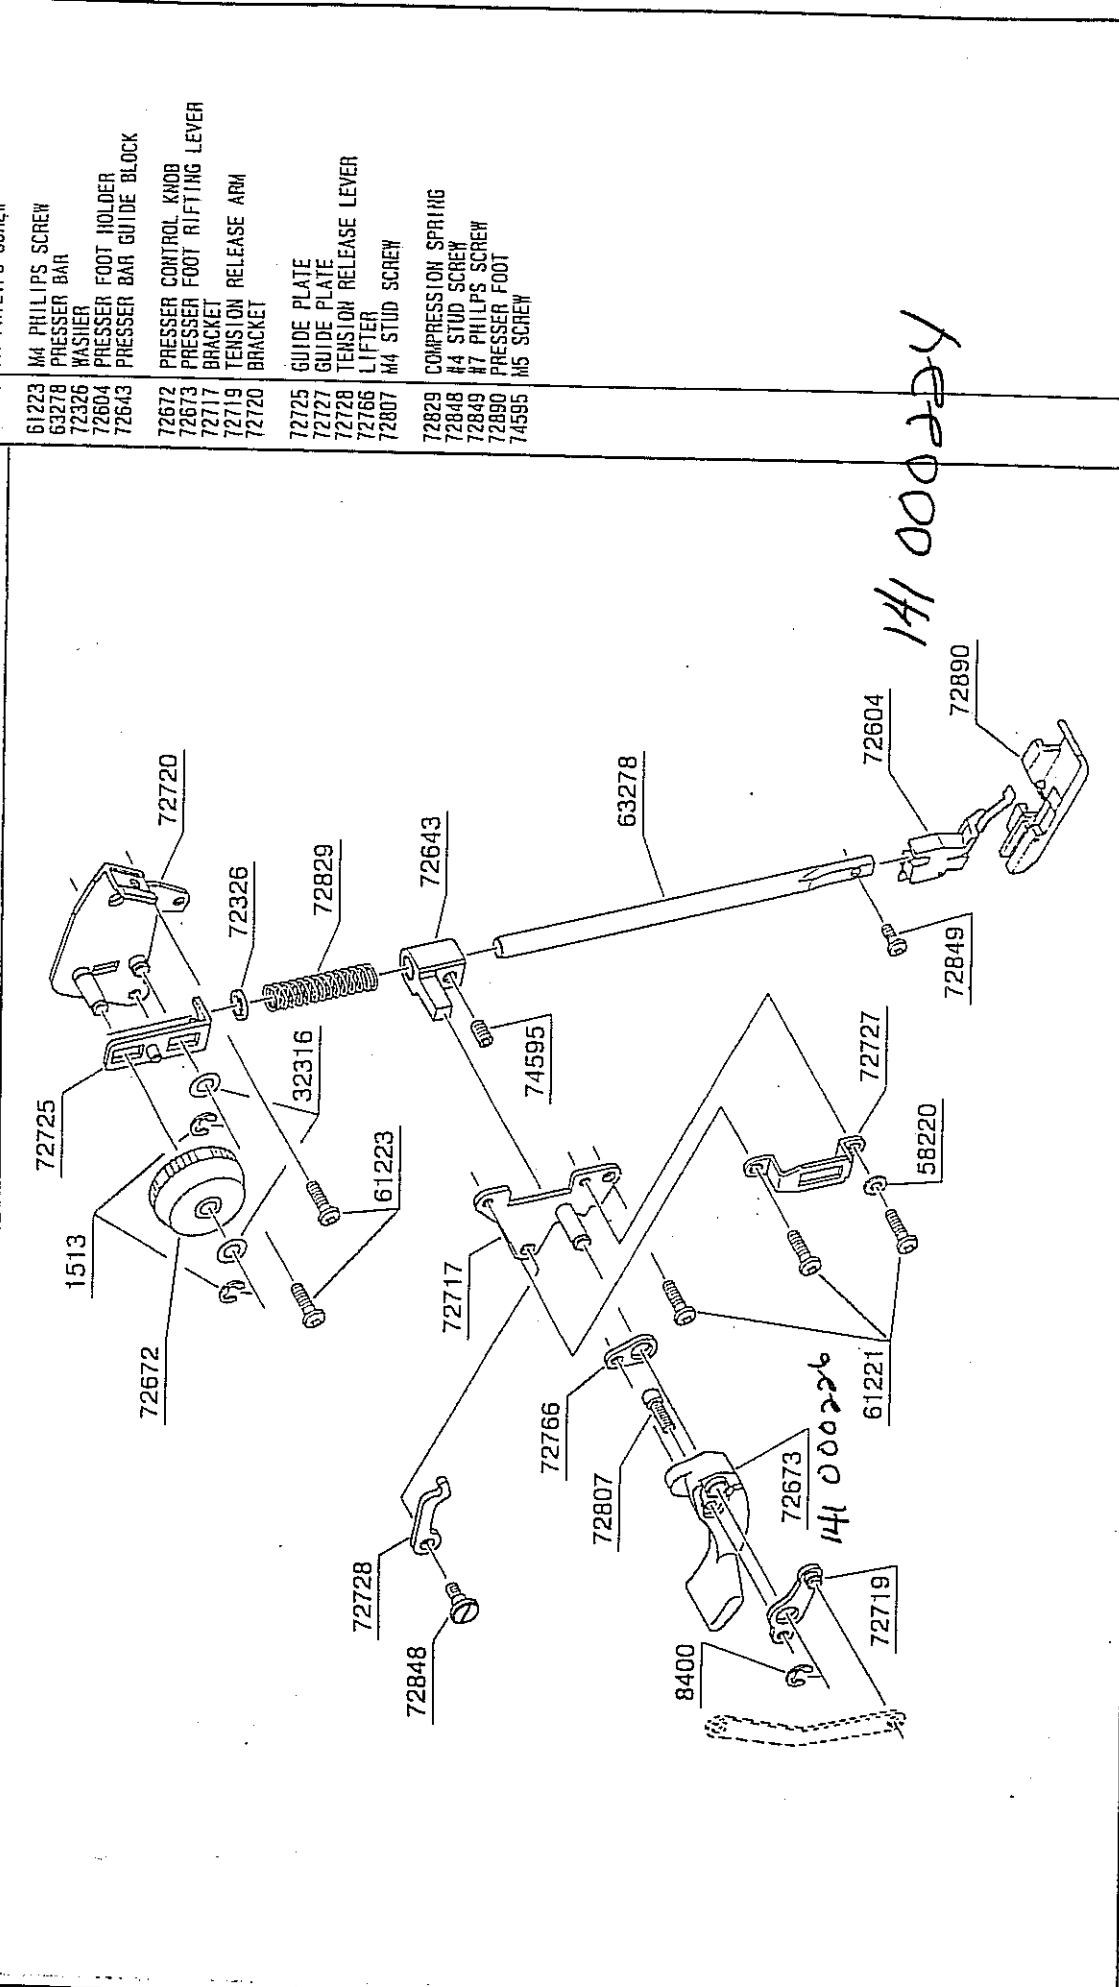 61223 M4 PHILIPS SCREW
63278 PRESSER BAR
72326 WASHER
72604 PRESSER FOOT HOLDER
72643 PRESSER BAR GUIDE BLOCK
72672 PRESSER CONTROL KNOB
72673 PRESSER FOOT RIFTING LEVER
72717 BRACKET
72719 TENSION RELEASE ARM
72720 BRACKET
72725 GUIDE PLATE
72727 GUIDE PLATE
72728 TENSION RELEASE LEVER
72766 LIFTER
72807 M4 STUD SCREW
72829 COMPRESSION SPRING
72848 #4 STUD SCREW
72849 #7 PHILPS SCREW
72890 PRESSER FOOT
74595 M5 SCREW
1513
72672
72725
72720
72326
72829
32316
61223
72643
74595
63278
72604
72890
141 000
72849
72727
58220
61221
72717
72766
72807
72673
141 000226
72728
72848
8400
72719